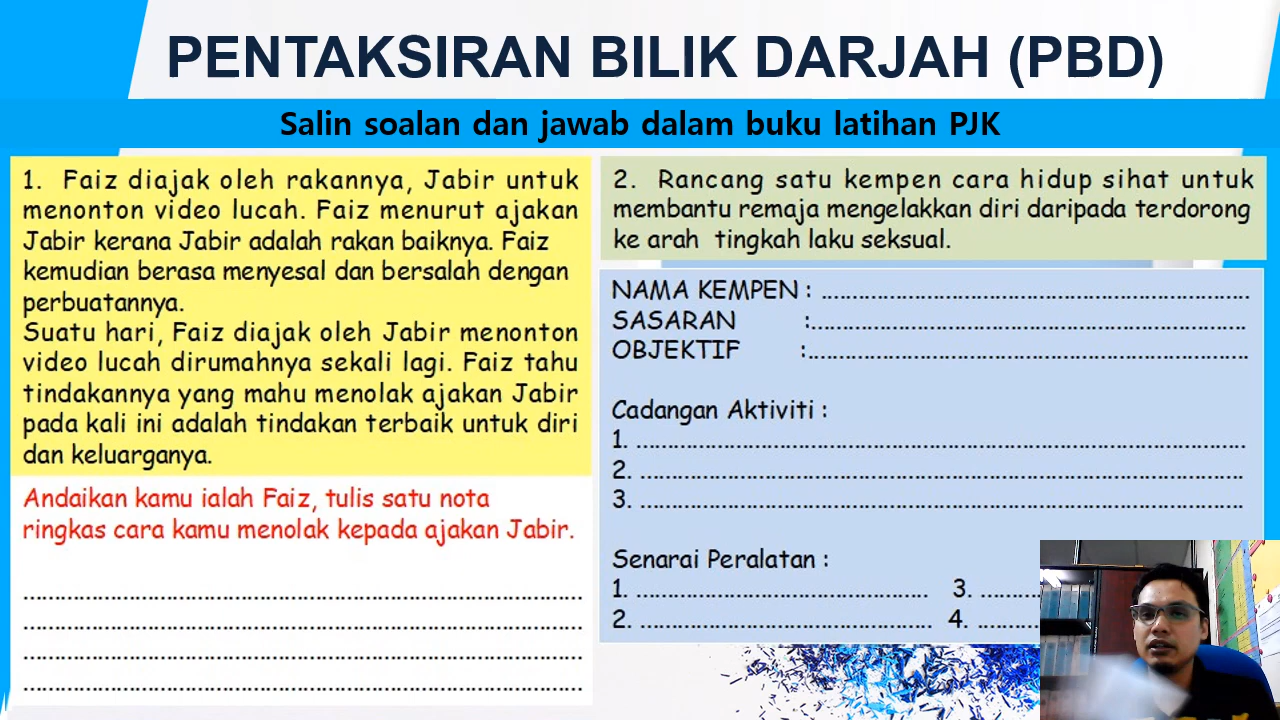 PENTAKSIRAN BILIK DARJAH (PBD)
Salin soalan dan jawab dalam buku latihan PJK
1. Faiz diajak oleh rakannya, Jabir untuk
menonton video lucah. Faiz menurut ajakan
Jabir kerana Jabir adalah rakan baiknya. Faiz
kemudian berasa menyesal dan bersalah dengan
perbuatannya.
Suatu hari, Faiz diajak oleh Jabir menonton
video lucah dirumahnya sekali lagi. Faiz tahu
tindakannya yang mahu menolak ajakan Jabir
pada kali ini adalah tindakan terbaik untuk diri
dan keluarganya.
Andaikan kamu ialah Faiz, tulis satu nota
ringkas cara kamu menolak kepada ajakan Jabir.
2. Rancang satu kempen cara hidup sihat untuk
membantu remaja mengelakkan diri daripada terdorong
ke arah tingkah laku seksual.
NAMA KEMPEN : ........................................
SASARAN :........................................
OBJEKTIF :........................................
Cadangan Aktiviti :
1. ........................................
2. ........................................
3. ........................................
Senarai Peralatan :
1. .............................. 3. ..........
2. .............................. 4. ..........